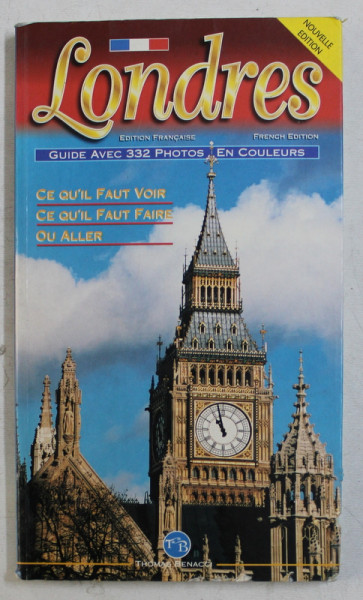 Londres
NOUVELLE
EDITION
EDITION FRANÇAISE
FRENCH EDITION
GUIDE AVEC 332 PHOTOS EN COULEURS
CE QU'IL FAUT VOIR
CE QU'IL FAUT FAIRE
OU ALLER
TB
THOMAS BENACCI